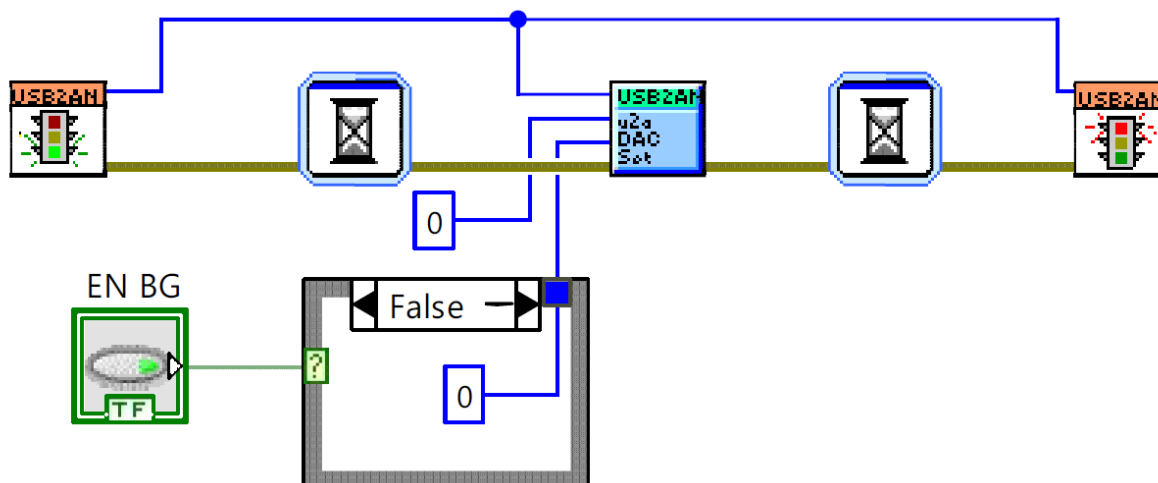 USB2AN
USB2AN
u2a
DAC
Set
USB2AN
0
EN BG
TF
False
?
0